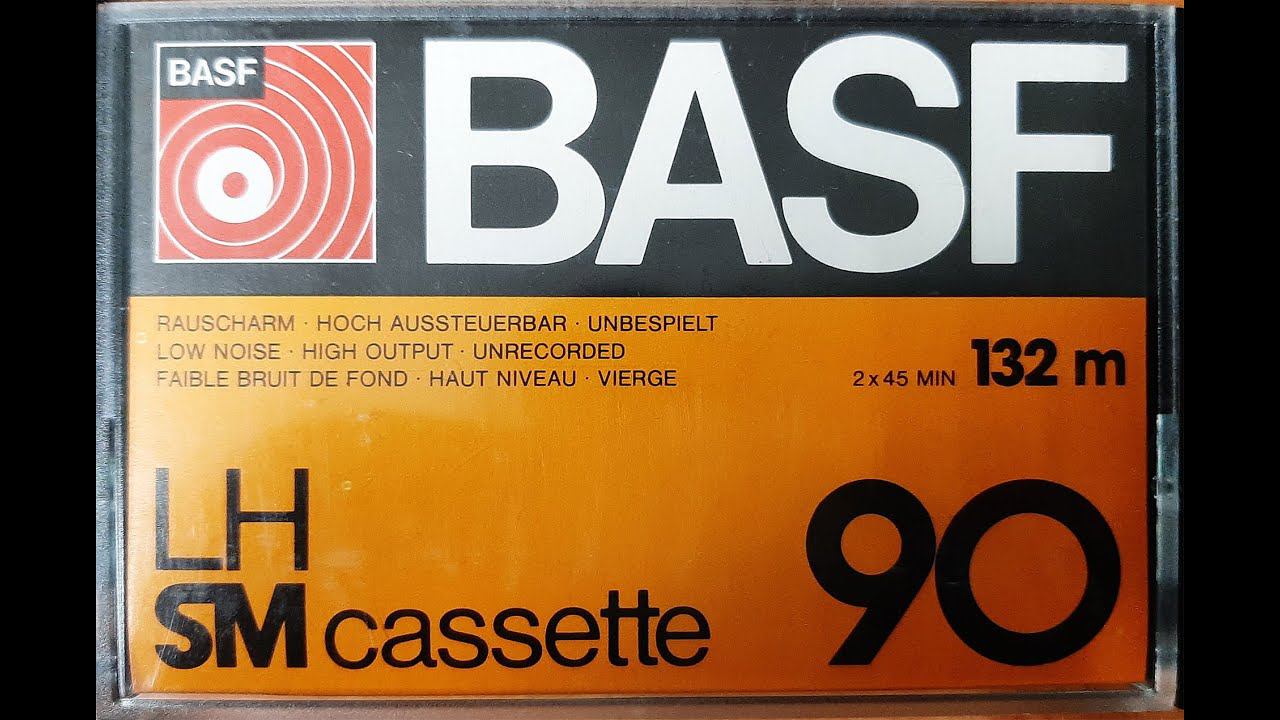 BASF
BASF
RAUSCHARM · HOCH AUSSTEUERBAR · UNBESPIELT
LOW NOISE · HIGH OUTPUT · UNRECORDED
FAIBLE BRUIT DE FOND · HAUT NIVEAU · VIERGE
2 x 45 MIN 132 m
LH
SM cassette
90